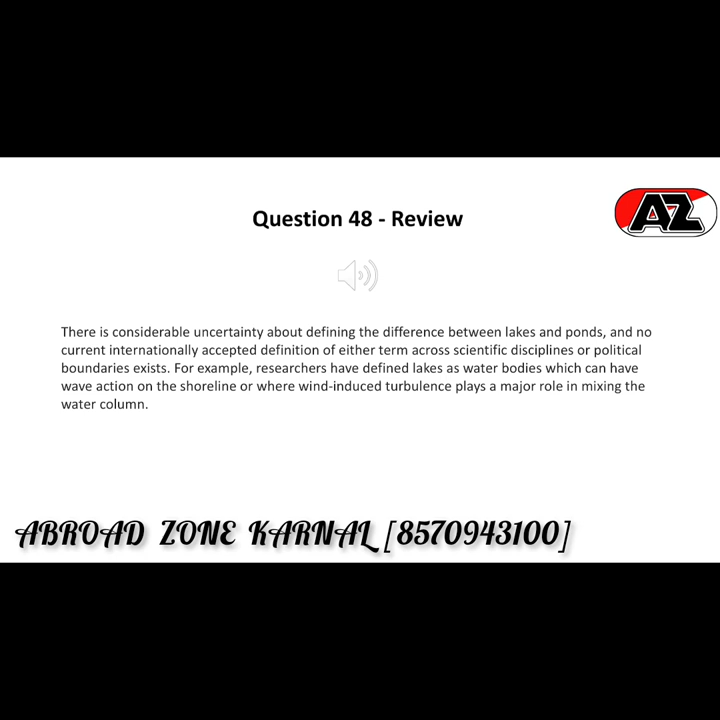 Question 48 - Review
AZ
There is considerable uncertainty about defining the difference between lakes and ponds, and no
current internationally accepted definition of either term across scientific disciplines or political
boundaries exists. For example, researchers have defined lakes as water bodies which can have
wave action on the shoreline or where wind-induced turbulence plays a major role in mixing the
water column.
ABROAD ZONE KARNAL [8570943100]